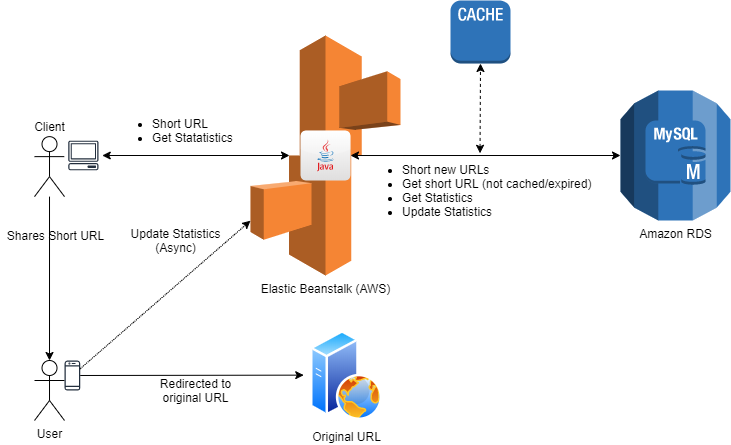 CACHE
Client
Short URL
Get Statatistics
Java
MySQL
M
Short new URLs
Get short URL (not cached/expired)
Get Statistics
Update Statistics
Amazon RDS
Shares Short URL
Update Statistics
(Async)
Elastic Beanstalk (AWS)
Redirected to
original URL
User
Original URL